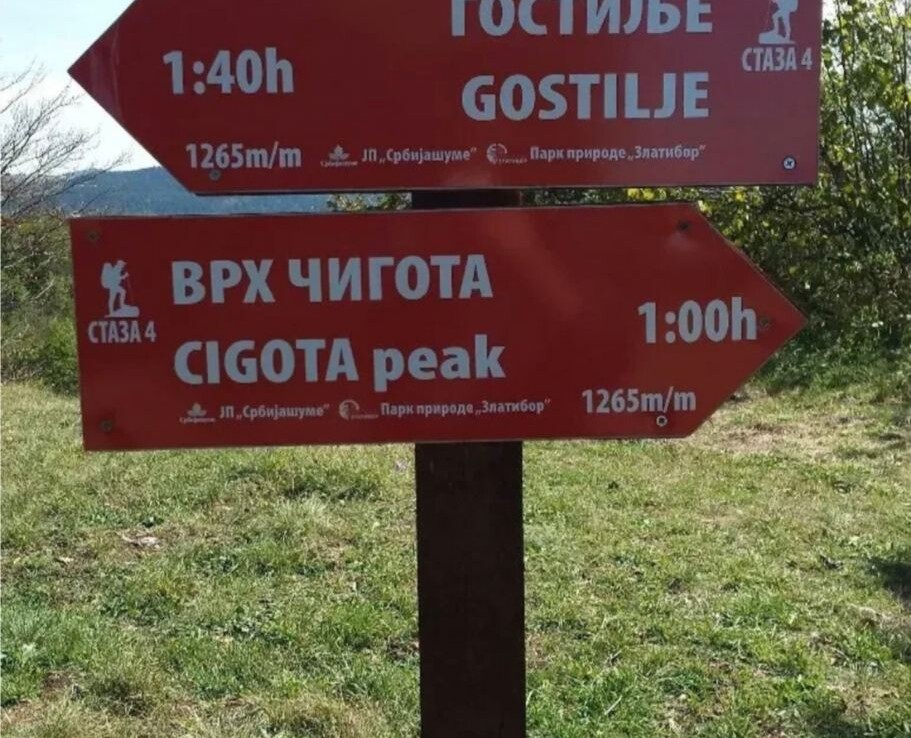 ГОСТИЉЕ
СТАЗА 4
1:40h
GOSTILJE
1265m/m
ЈП „Србијашуме” Парк природе „Златибор”
ВРХ ЧИГОТА
СТАЗА 4
1:00h
CIGOTA peak
ЈП „Србијашуме” Парк природе „Златибор”
1265m/m